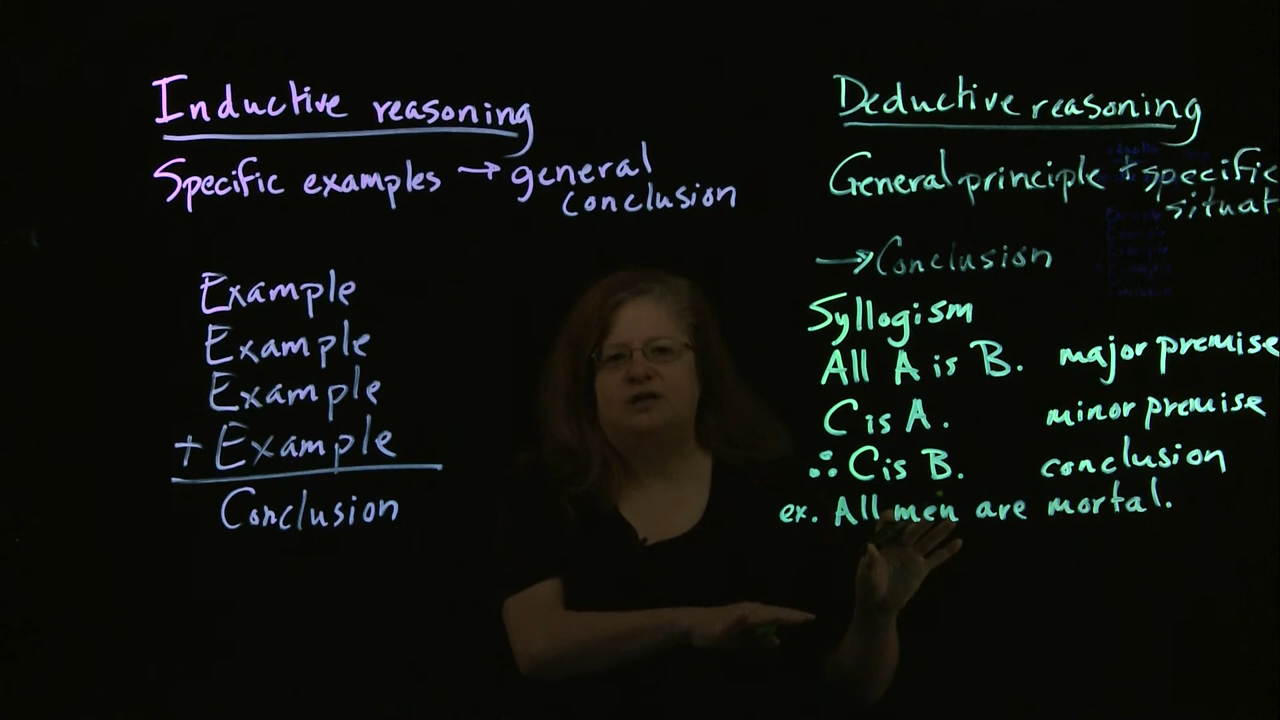 Inductive reasoning
Specific examples → general
conclusion
Example
Example
Example
+ Example
Conclusion
Deductive reasoning
General principle + specific
situat
→ Conclusion
Syllogism
All A is B. major premise
C is A. minor premise
∴ C is B. conclusion
ex. All men are mortal.